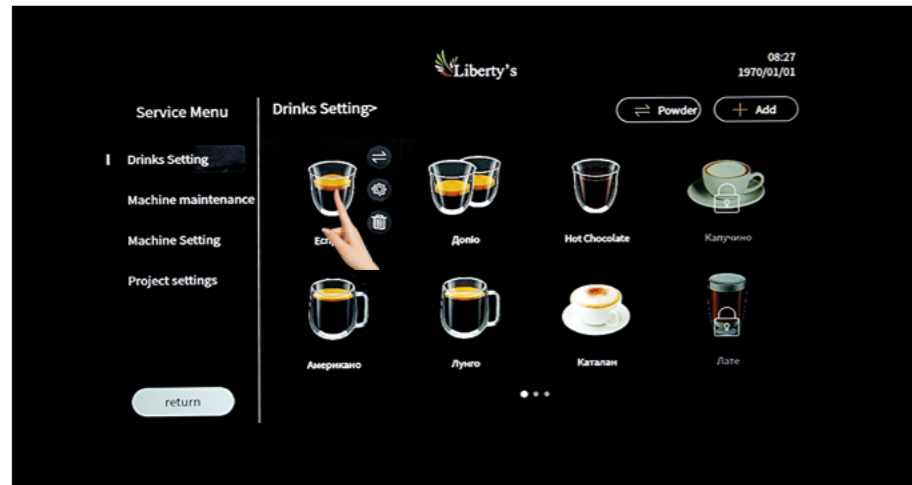 Liberty's
08:27
1970/01/01
Service Menu
Drinks Setting>
Powder
Add
Drinks Setting
Machine maintenance
Machine Setting
Project settings
return
Доніо
Hot Chocolate
Капучино
Американо
Лунго
Каталан
Лате